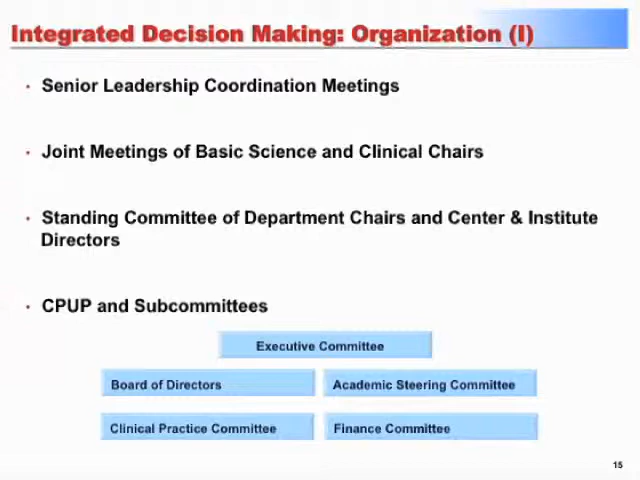 Integrated Decision Making: Organization (I)
· Senior Leadership Coordination Meetings
· Joint Meetings of Basic Science and Clinical Chairs
· Standing Committee of Department Chairs and Center & Institute
Directors
· CPUP and Subcommittees
Executive Committee
Board of Directors
Academic Steering Committee
Clinical Practice Committee
Finance Committee
15